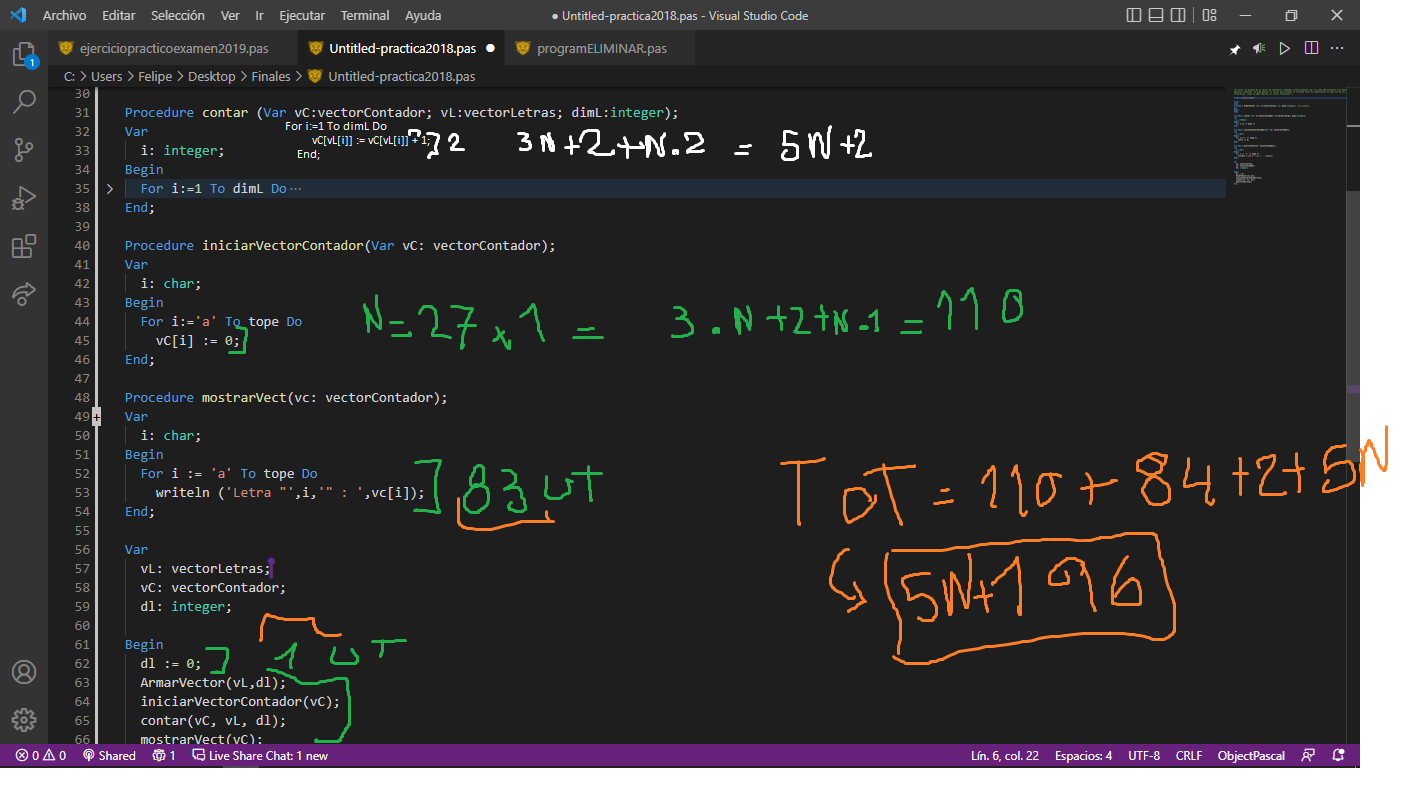 Archivo Editar Selección Ver Ir Ejecutar Terminal Ayuda
● Untitled-practica2018.pas - Visual Studio Code
ejerciciopracticoexamen2019.pas Untitled-practica2018.pas ● programELIMINAR.pas
C: > Users > Felipe > Desktop > Finales > Untitled-practica2018.pas
30
31 Procedure contar (Var vC:vectorContador; vL:vectorLetras; dimL:integer);
32 Var
For i:=1 To dimL Do
vC[vL[i]] := vC[vL[i]] + 1;
End;
] 2 3N+2+N.2 = 5N+2
33 i: integer;
34 Begin
35 For i:=1 To dimL Do ···
38 End;
39
40 Procedure iniciarVectorContador(Var vC: vectorContador);
41 Var
42 i: char;
43 Begin
44 For i:='a' To tope Do
N=27x1 = 3.N+2+N.1=110
45 vC[i] := 0;
46 End;
47
48 Procedure mostrarVect(vc: vectorContador);
49 Var
50 i: char;
51 Begin
52 For i := 'a' To tope Do
53 writeln ('Letra "',i,'" : ',vc[i]);
] 83 UT
54 End;
TOT = 110+84+2+5N
5N+196
55
56 Var
57 vL: vectorLetras;
58 vC: vectorContador;
59 dl: integer;
60
61 Begin
62 dl := 0;
] 1 UT
63 ArmarVector(vL,dl);
64 iniciarVectorContador(vC);
65 contar(vC, vL, dl);
66 mostrarVect(vC);
1
0 0 Shared 1 Live Share Chat: 1 new Lín. 6, col. 22 Espacios: 4 UTF-8 CRLF ObjectPascal